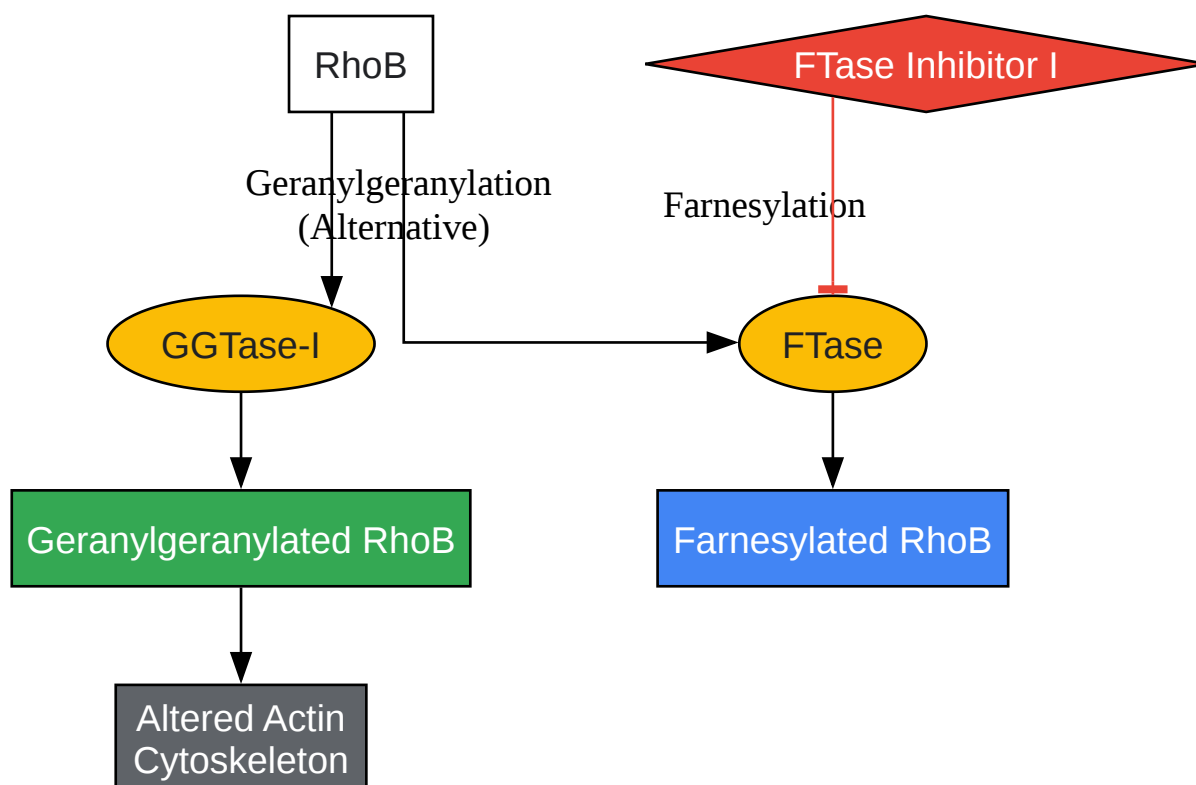 RhoB
FTase Inhibitor I
Geranylgeranylation
(Alternative)
Farnesylation
GGTase-I
FTase
Geranylgeranylated RhoB
Farnesylated RhoB
Altered Actin
Cytoskeleton